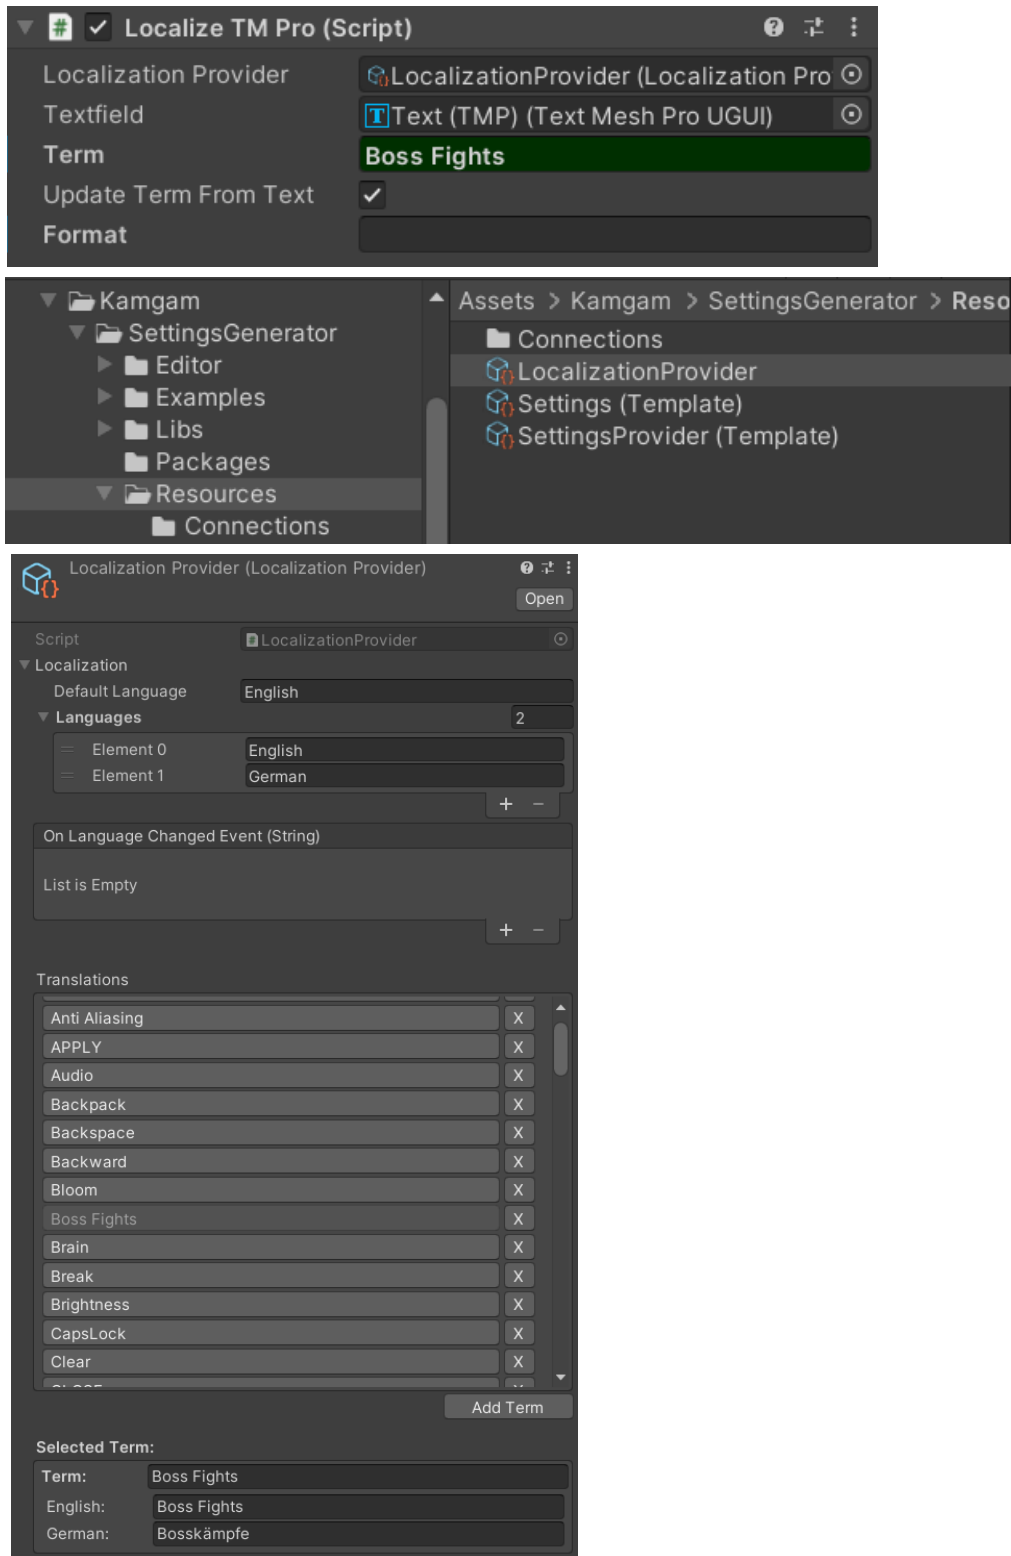 Localize TM Pro (Script)
Localization Provider LocalizationProvider (Localization Pro
Textfield Text (TMP) (Text Mesh Pro UGUI)
Term Boss Fights
Update Term From Text
Format
Kamgam
SettingsGenerator
Editor
Examples
Libs
Packages
Resources
Connections
Assets > Kamgam > SettingsGenerator > Reso
Connections
LocalizationProvider
Settings (Template)
SettingsProvider (Template)
Localization Provider (Localization Provider)
Open
Script LocalizationProvider
Localization
Default Language English
Languages 2
Element 0 English
Element 1 German
+ −
On Language Changed Event (String)
List is Empty
+ −
Translations
Anti Aliasing X
APPLY X
Audio X
Backpack X
Backspace X
Backward X
Bloom X
Boss Fights X
Brain X
Break X
Brightness X
CapsLock X
Clear X
Add Term
Selected Term:
Term: Boss Fights
English: Boss Fights
German: Bosskämpfe